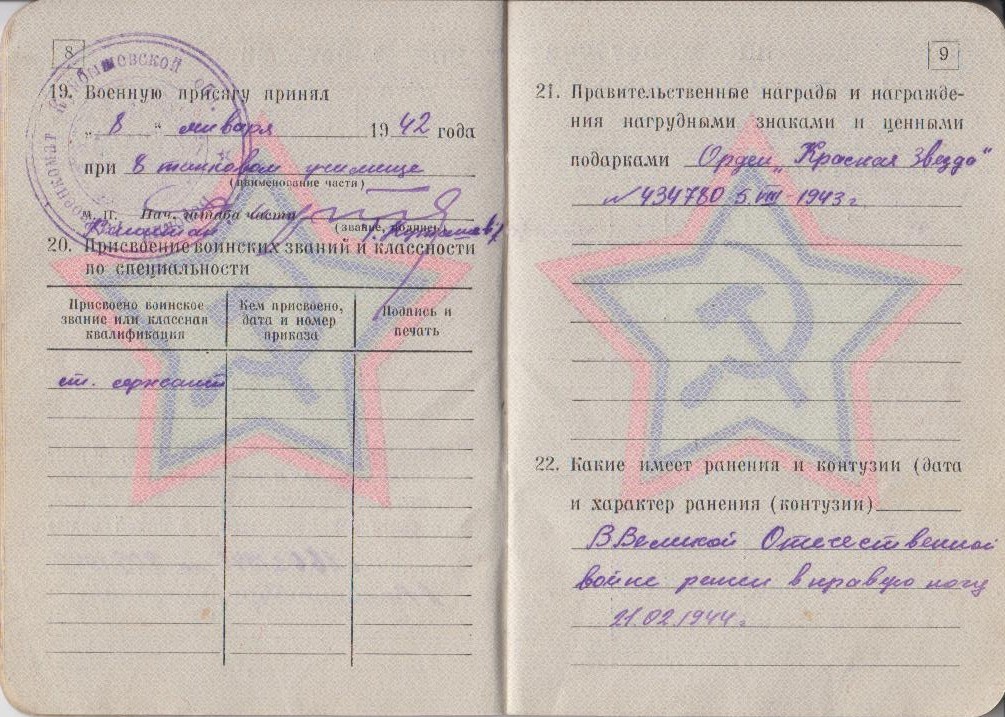 8
19. Военную присягу принял
„ 8 “ января 1942 года
при 8 танковом училище
(наименование части)
м. п. Нач. штаба части
(звание, подпись)
20. Присвоение воинских званий и классности
по специальности
Присвоено воинское
звание или классная
квалификация
Кем присвоено,
дата и номер
приказа
Подпись и
печать
ст. сержант
9
21. Правительственные награды и награжде-
ния нагрудными знаками и ценными
подарками Орден „Красная Звезда“
№ 434780 5.VIII-1943 г.
22. Какие имеет ранения и контузии (дата
и характер ранения (контузии)
В Великой Отечественной
войне ранен в правую ногу
21.02.1944 г.